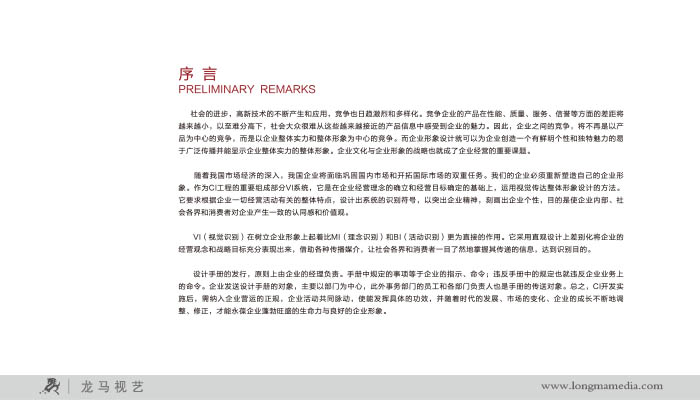 序 言
PRELIMINARY REMARKS
社会的进步，高新技术的不断产生和应用，竞争也日趋激烈和多样化。竞争企业的产品在性能、质量、服务、信誉等方面的差距将
越来越小，以至难分高下，社会大众很难从这些越来越接近的产品信息中感受到企业的魅力。因此，企业之间的竞争，将不再是以产
品为中心的竞争，而是以企业整体实力和整体形象为中心的竞争。而企业形象设计就可以为企业创造一个有鲜明个性和独特魅力的易
于广泛传播并能显示企业整体实力的整体形象。企业文化与企业形象的战略也就成了企业经营的重要课题。
随着我国市场经济的深入，我国企业将面临巩固国内市场和开拓国际市场的双重任务。我们的企业必须重新塑造自己的企业形
象。作为CI工程的重要组成部分VI系统，它是在企业经营理念的确立和经营目标确定的基础上，运用视觉传达整体形象设计的方法。
它要求根据企业一切经营活动有关的整体特点，设计出系统的识别符号，以突出企业精神，刻画出企业个性，目的是使企业内部、社
会各界和消费者对企业产生一致的认同感和价值观。
VI（视觉识别）在树立企业形象上起着比MI（理念识别）和BI（活动识别）更为直接的作用。它采用直观设计上差别化将企业的
经营观念和战略目标充分表现出来，借助各种传播媒介，让社会各界和消费者一目了然地掌握其传递的信息，达到识别目的。
设计手册的发行，原则上由企业的经理负责。手册中规定的事项等于企业的指示、命令；违反手册中的规定也就违反企业业务上
的命令。企业发送设计手册的对象，主要以部门为中心，此外事务部门的员工和各部门负责人也是手册的传送对象。总之，CI开发实
施后，需纳入企业营运的正规，企业活动共同脉动，使能发挥具体的功效，并随着时代的发展、市场的变化、企业的成长不断地调
整、修正，才能永葆企业蓬勃旺盛的生命力与良好的企业形象。
龙马视艺
www.longmamedia.com